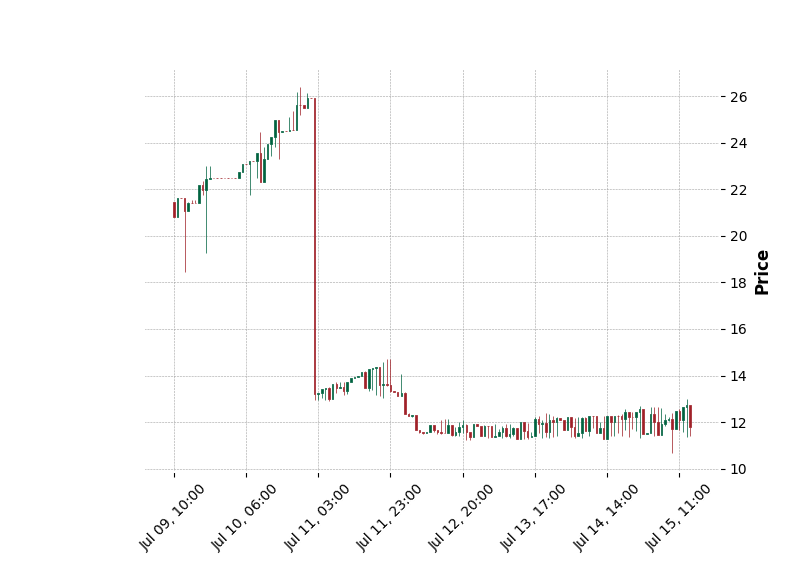 26
24
22
20
18
16
14
12
10
Price
Jul 09, 10:00
Jul 10, 06:00
Jul 11, 03:00
Jul 11, 23:00
Jul 12, 20:00
Jul 13, 17:00
Jul 14, 14:00
Jul 15, 11:00